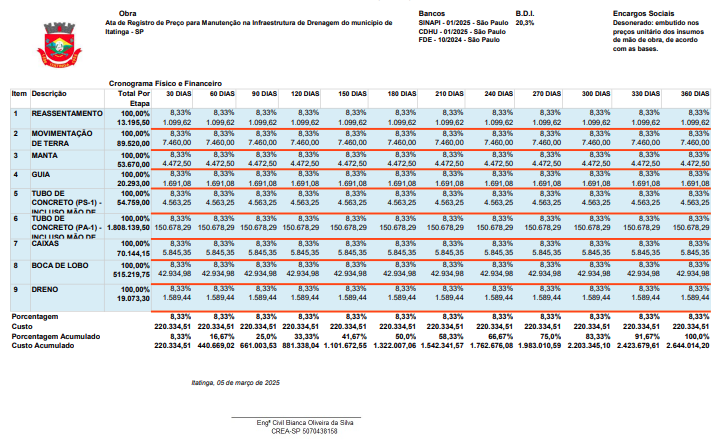 Obra
Ata de Registro de Preço para Manutenção na Infraestrutura de Drenagem do município de
Itatinga - SP
Bancos
SINAPI - 01/2025 - São Paulo
CDHU - 01/2025 - São Paulo
FDE - 10/2024 - São Paulo
B.D.I.
20,3%
Encargos Sociais
Desonerado: embutido nos
preços unitário dos insumos
de mão de obra, de acordo
com as bases.
Cronograma Físico e Financeiro
Item Descrição Total Por Etapa 30 DIAS 60 DIAS 90 DIAS 120 DIAS 150 DIAS 180 DIAS 210 DIAS 240 DIAS 270 DIAS 300 DIAS 330 DIAS 360 DIAS
1 REASSENTAMENTO 100,00% 8,33% 8,33% 8,33% 8,33% 8,33% 8,33% 8,33% 8,33% 8,33% 8,33% 8,33% 8,33%
13.195,50 1.099,62 1.099,62 1.099,62 1.099,62 1.099,62 1.099,62 1.099,62 1.099,62 1.099,62 1.099,62 1.099,62 1.099,62
2 MOVIMENTAÇÃO 100,00% 8,33% 8,33% 8,33% 8,33% 8,33% 8,33% 8,33% 8,33% 8,33% 8,33% 8,33% 8,33%
DE TERRA 89.520,00 7.460,00 7.460,00 7.460,00 7.460,00 7.460,00 7.460,00 7.460,00 7.460,00 7.460,00 7.460,00 7.460,00 7.460,00
3 MANTA 100,00% 8,33% 8,33% 8,33% 8,33% 8,33% 8,33% 8,33% 8,33% 8,33% 8,33% 8,33% 8,33%
53.670,00 4.472,50 4.472,50 4.472,50 4.472,50 4.472,50 4.472,50 4.472,50 4.472,50 4.472,50 4.472,50 4.472,50 4.472,50
4 GUIA 100,00% 8,33% 8,33% 8,33% 8,33% 8,33% 8,33% 8,33% 8,33% 8,33% 8,33% 8,33% 8,33%
20.293,00 1.691,08 1.691,08 1.691,08 1.691,08 1.691,08 1.691,08 1.691,08 1.691,08 1.691,08 1.691,08 1.691,08 1.691,08
5 TUBO DE 100,00% 8,33% 8,33% 8,33% 8,33% 8,33% 8,33% 8,33% 8,33% 8,33% 8,33% 8,33% 8,33%
CONCRETO (PS-1) - 54.759,00 4.563,25 4.563,25 4.563,25 4.563,25 4.563,25 4.563,25 4.563,25 4.563,25 4.563,25 4.563,25 4.563,25 4.563,25
INCLUSO MÃO DE
6 TUBO DE 100,00% 8,33% 8,33% 8,33% 8,33% 8,33% 8,33% 8,33% 8,33% 8,33% 8,33% 8,33% 8,33%
CONCRETO (PA-1) - 1.808.139,50 150.678,29 150.678,29 150.678,29 150.678,29 150.678,29 150.678,29 150.678,29 150.678,29 150.678,29 150.678,29 150.678,29 150.678,29
INCLUSO MÃO DE
7 CAIXAS 100,00% 8,33% 8,33% 8,33% 8,33% 8,33% 8,33% 8,33% 8,33% 8,33% 8,33% 8,33% 8,33%
70.144,15 5.845,35 5.845,35 5.845,35 5.845,35 5.845,35 5.845,35 5.845,35 5.845,35 5.845,35 5.845,35 5.845,35 5.845,35
8 BOCA DE LOBO 100,00% 8,33% 8,33% 8,33% 8,33% 8,33% 8,33% 8,33% 8,33% 8,33% 8,33% 8,33% 8,33%
515.219,75 42.934,98 42.934,98 42.934,98 42.934,98 42.934,98 42.934,98 42.934,98 42.934,98 42.934,98 42.934,98 42.934,98 42.934,98
9 DRENO 100,00% 8,33% 8,33% 8,33% 8,33% 8,33% 8,33% 8,33% 8,33% 8,33% 8,33% 8,33% 8,33%
19.073,30 1.589,44 1.589,44 1.589,44 1.589,44 1.589,44 1.589,44 1.589,44 1.589,44 1.589,44 1.589,44 1.589,44 1.589,44
Porcentagem 8,33% 8,33% 8,33% 8,33% 8,33% 8,33% 8,33% 8,33% 8,33% 8,33% 8,33% 8,33%
Custo 220.334,51 220.334,51 220.334,51 220.334,51 220.334,51 220.334,51 220.334,51 220.334,51 220.334,51 220.334,51 220.334,51 220.334,51
Porcentagem Acumulado 8,33% 16,67% 25,0% 33,33% 41,67% 50,0% 58,33% 66,67% 75,0% 83,33% 91,67% 100,0%
Custo Acumulado 220.334,51 440.669,02 661.003,53 881.338,04 1.101.672,55 1.322.007,06 1.542.341,57 1.762.676,08 1.983.010,59 2.203.345,10 2.423.679,61 2.644.014,20
Itatinga, 05 de março de 2025
Engª Civil Bianca Oliveira da Silva
CREA-SP 5070438158